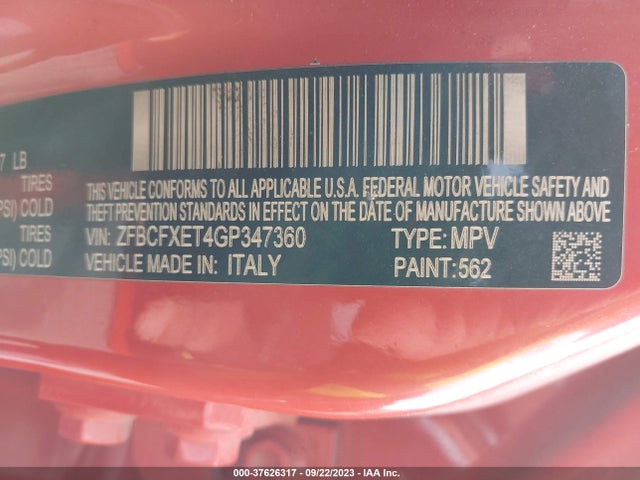 7 LB
TIRES
PSI) COLD
TIRES
PSI) COLD
THIS VEHICLE CONFORMS TO ALL APPLICABLE U.S.A. FEDERAL MOTOR VEHICLE SAFETY AND
THEFT PREVENTION STANDARDS IN EFFECT ON THE DATE OF MANUFACTURE SHOWN ABOVE
VIN: ZFBCFXET4GP347360 TYPE: MPV
VEHICLE MADE IN: ITALY PAINT:562
000-37626317 - 09/22/2023 - IAA Inc.